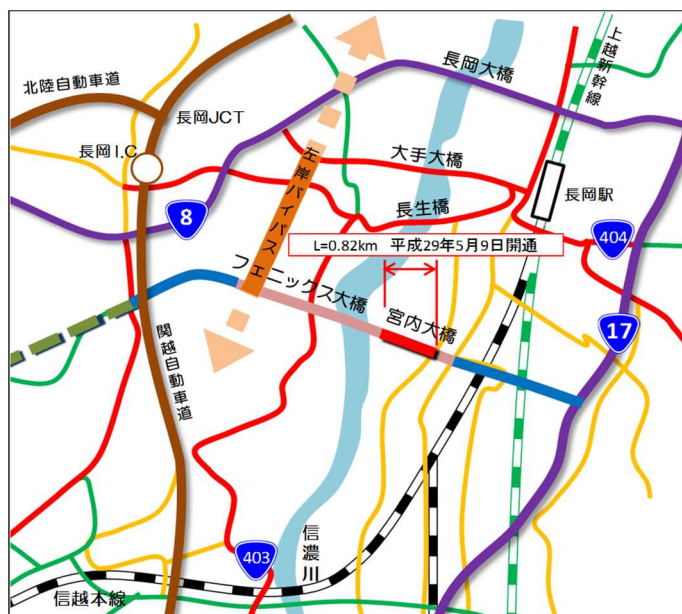 上越新幹線
長岡大橋
北陸自動車道
長岡JCT
長岡I.C
大手大橋
左岸バイパス
長岡駅
長生橋
8
404
L=0.82km 平成29年5月9日開通
フェニックス大橋
宮内大橋
17
関越自動車道
信濃川
403
信越本線